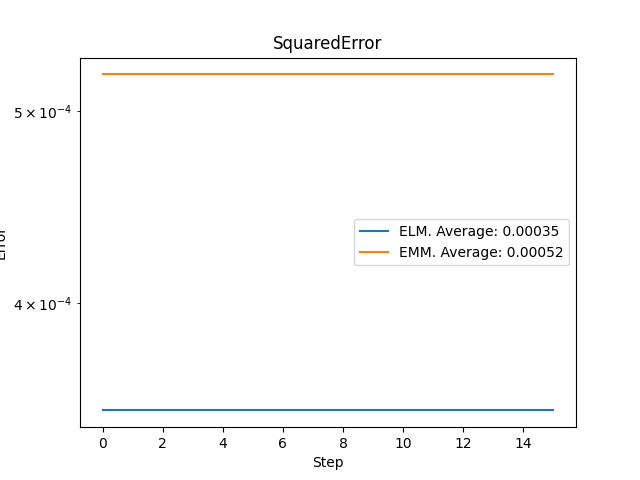 SquaredError
5 × 10⁻⁴
4 × 10⁻⁴
Error
ELM. Average: 0.00035
EMM. Average: 0.00052
0 2 4 6 8 10 12 14
Step